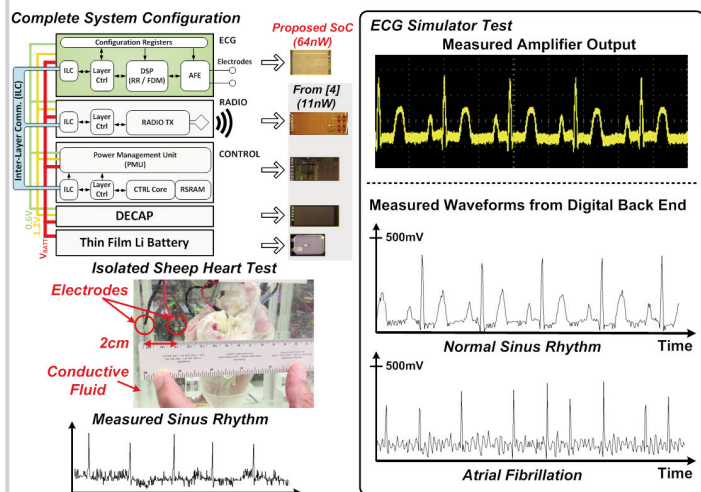 Complete System Configuration
Configuration Registers
ECG
ILC
Layer
Ctrl
DSP
(RR / FDM)
AFE
Electrodes
Proposed SoC
(64nW)
Inter-Layer Comm. (ILC)
RADIO
ILC
Layer
Ctrl
RADIO TX
From [4]
(11nW)
Power Management Unit
(PMU)
CONTROL
ILC
Layer
Ctrl
CTRL Core
RSRAM
0.6V
1.2V
VBATT
DECAP
Thin Film Li Battery
Isolated Sheep Heart Test
Electrodes
2cm
Conductive
Fluid
Measured Sinus Rhythm
ECG Simulator Test
Measured Amplifier Output
Measured Waveforms from Digital Back End
500mV
Normal Sinus Rhythm
Time
500mV
Atrial Fibrillation
Time